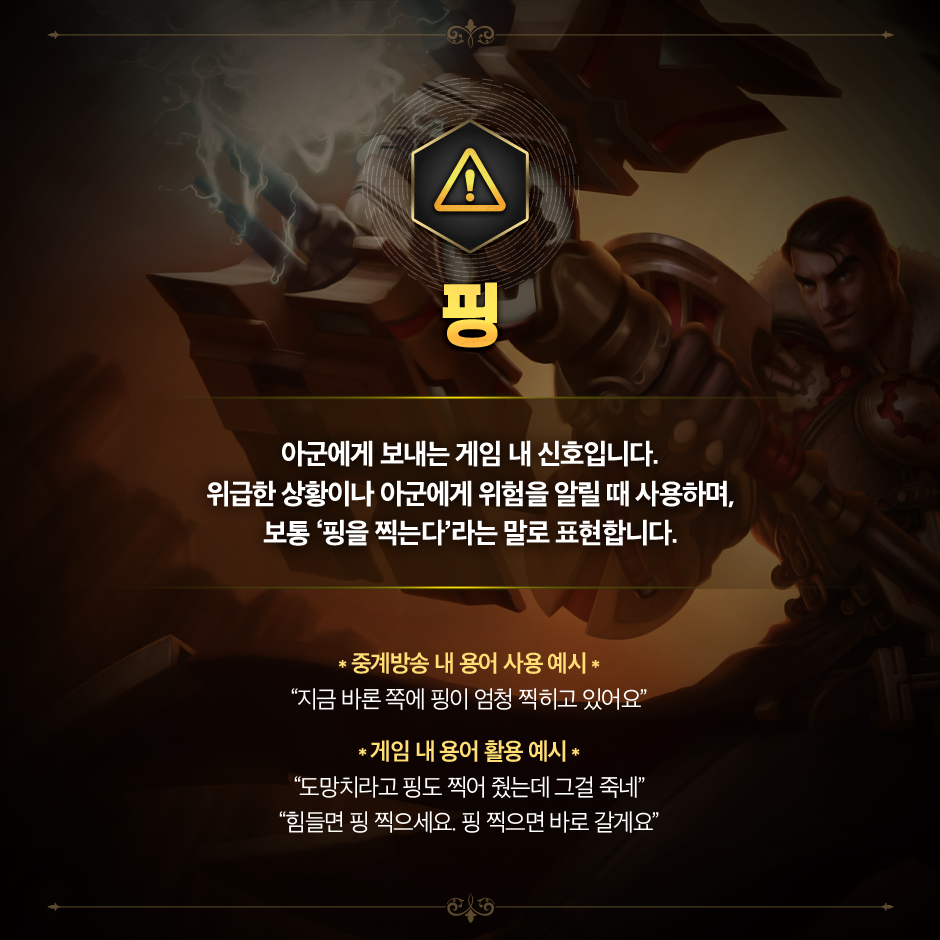 핑
아군에게 보내는 게임 내 신호입니다.
위급한 상황이나 아군에게 위험을 알릴 때 사용하며,
보통 ‘핑을 찍는다’라는 말로 표현합니다.
* 중계방송 내 용어 사용 예시 *
“지금 바론 쪽에 핑이 엄청 찍히고 있어요”
* 게임 내 용어 활용 예시 *
“도망치라고 핑도 찍어 줬는데 그걸 죽네”
“힘들면 핑 찍으세요. 핑 찍으면 바로 갈게요”